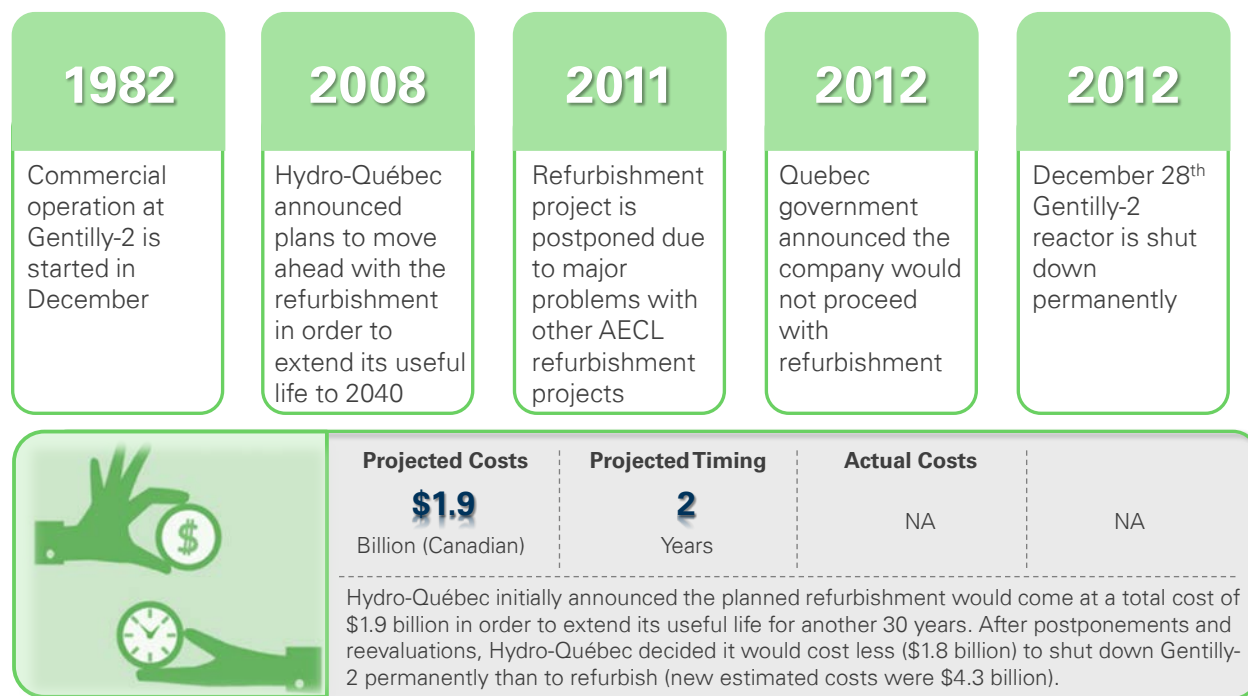 1982
Commercial
operation at
Gentilly-2 is
started in
December
2008
Hydro-Québec
announced
plans to move
ahead with the
refurbishment
in order to
extend its useful
life to 2040
2011
Refurbishment
project is
postponed due
to major
problems with
other AECL
refurbishment
projects
2012
Quebec
government
announced the
company would
not proceed
with
refurbishment
2012
December 28th
Gentilly-2
reactor is shut
down
permanently
$
Projected Costs
$1.9
Billion (Canadian)
Projected Timing
2
Years
Actual Costs
NA
NA
Hydro-Québec initially announced the planned refurbishment would come at a total cost of
$1.9 billion in order to extend its useful life for another 30 years. After postponements and
reevaluations, Hydro-Québec decided it would cost less ($1.8 billion) to shut down Gentilly-
2 permanently than to refurbish (new estimated costs were $4.3 billion).